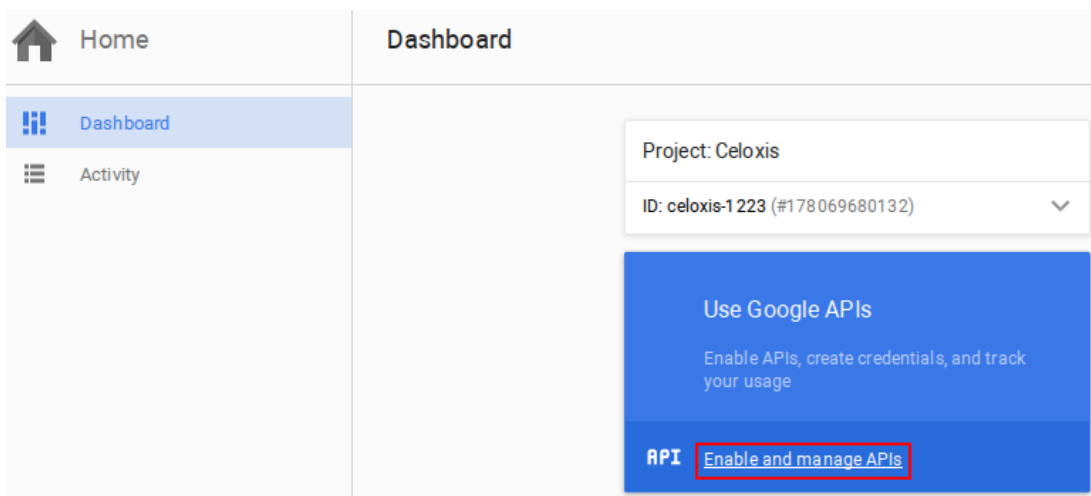 Home
Dashboard
Dashboard
Activity
Project: Celoxis
ID: celoxis-1223 (#178069680132)
Use Google APIs
Enable APIs, create credentials, and track
your usage
API Enable and manage APIs